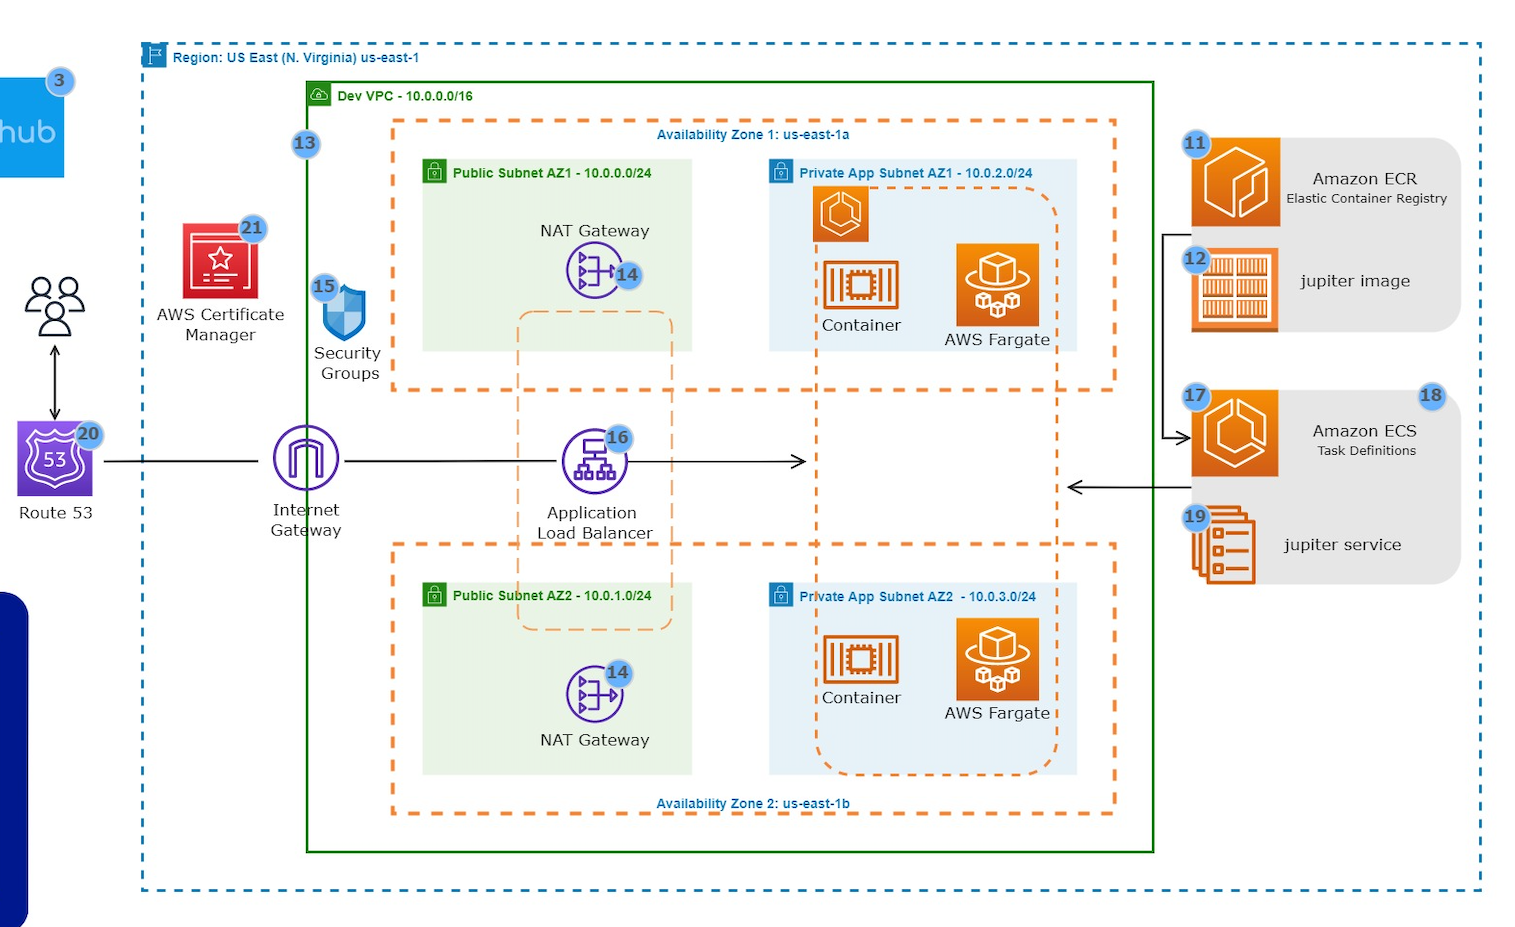 Region: US East (N. Virginia) us-east-1
3
hub
Dev VPC - 10.0.0.0/16
13
Availability Zone 1: us-east-1a
Public Subnet AZ1 - 10.0.0.0/24
Private App Subnet AZ1 - 10.0.2.0/24
NAT Gateway
14
Container
AWS Fargate
11
Amazon ECR
Elastic Container Registry
12
jupiter image
21
AWS Certificate
Manager
15
Security
Groups
20
53
Route 53
Internet
Gateway
16
Application
Load Balancer
17
18
Amazon ECS
Task Definitions
19
jupiter service
Public Subnet AZ2 - 10.0.1.0/24
Private App Subnet AZ2 - 10.0.3.0/24
14
NAT Gateway
Container
AWS Fargate
Availability Zone 2: us-east-1b